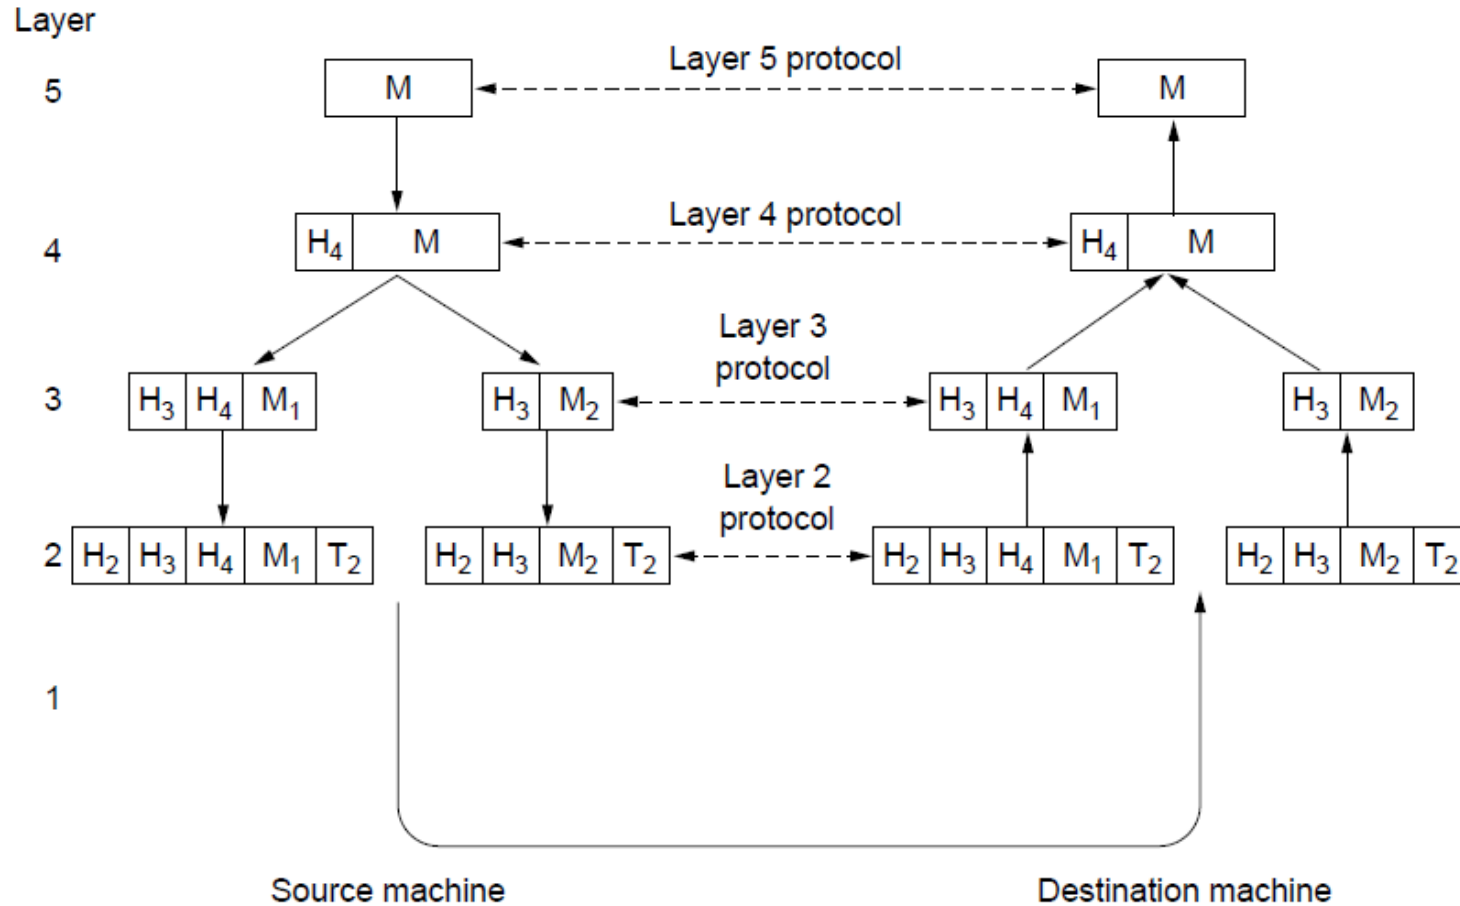 Layer
5 M Layer 5 protocol M
4 H₄ M Layer 4 protocol H₄ M
Layer 3
protocol
3 H₃ H₄ M₁ H₃ M₂ H₃ H₄ M₁ H₃ M₂
Layer 2
protocol
2 H₂ H₃ H₄ M₁ T₂ H₂ H₃ M₂ T₂ H₂ H₃ H₄ M₁ T₂ H₂ H₃ M₂ T₂
1
Source machine Destination machine